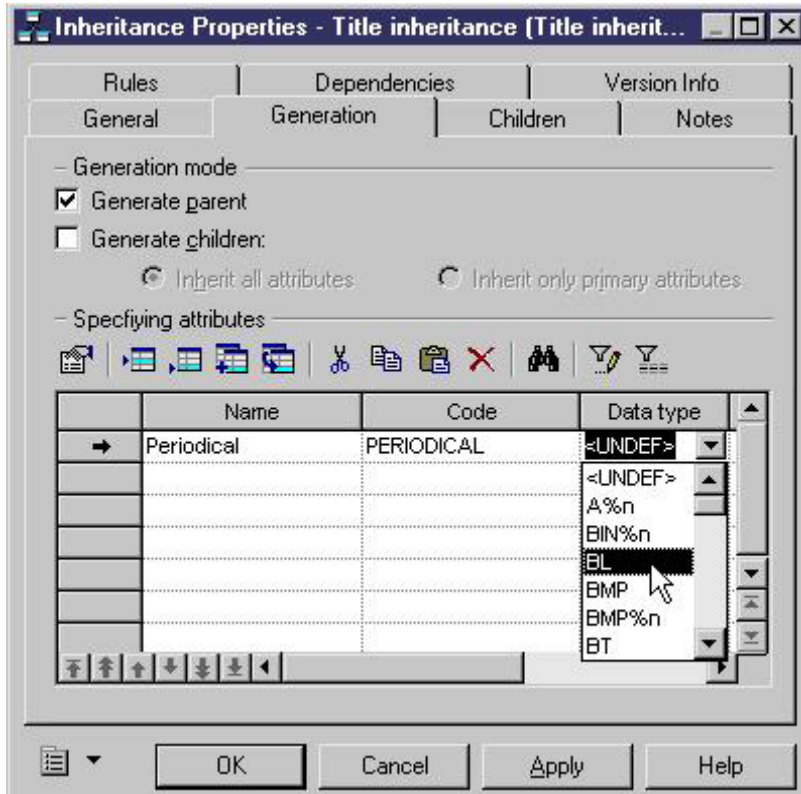 Inheritance Properties - Title inheritance (Title inherit...
Rules Dependencies Version Info
General Generation Children Notes
Generation mode
Generate parent
Generate children:
Inherit all attributes Inherit only primary attributes
Specfiying attributes
Name Code Data type
Periodical PERIODICAL <UNDEF>
<UNDEF>
A%n
BIN%n
BL
BMP
BMP%n
BT
OK Cancel Apply Help